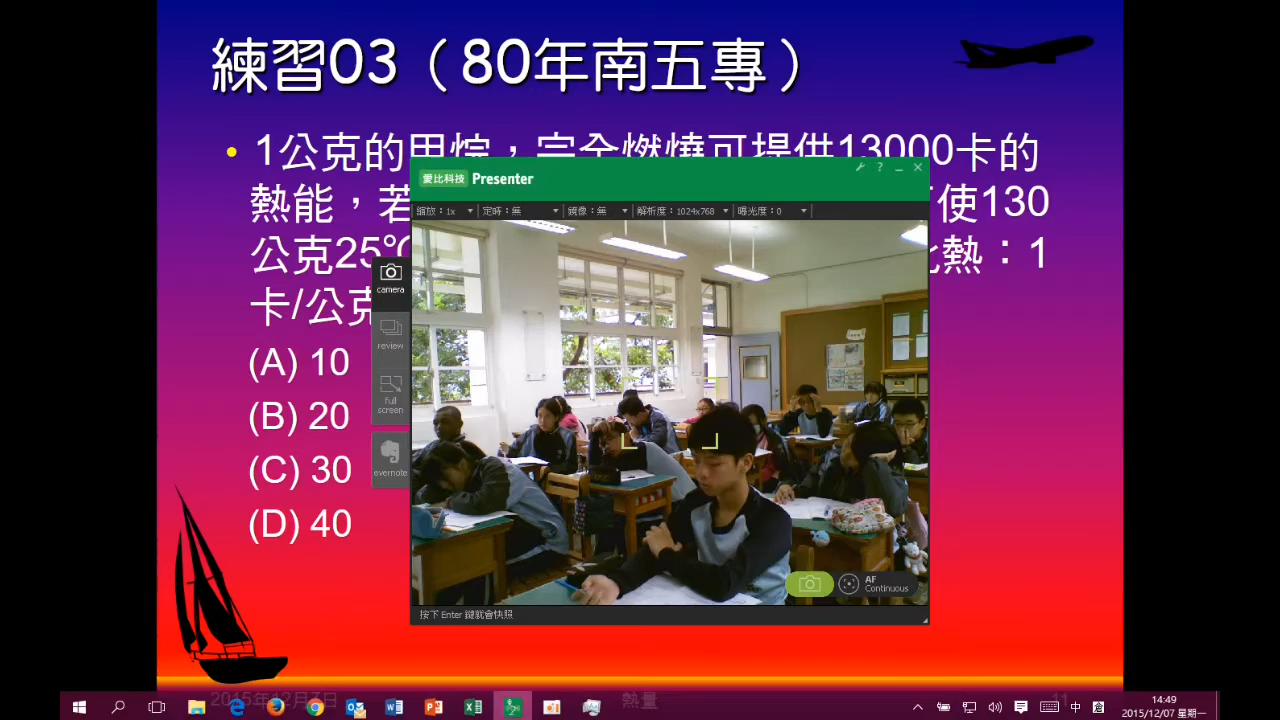 練習03（80年南五專）
1公克的甲烷，完全燃燒可提供13000卡的
熱能，若
使130
公克25℃
比熱：1
卡/公克
(A) 10
(B) 20
(C) 30
(D) 40
愛比科技 Presenter
縮放：1x 定時：無 鏡像：無 解析度：1024x768 曝光度：0
camera
review
Full
screen
evernote
AF
Continuous
按下 Enter 鍵就會快照
2015年12月7日
熱量
11
中
倉
14:49
2015/12/07 星期一